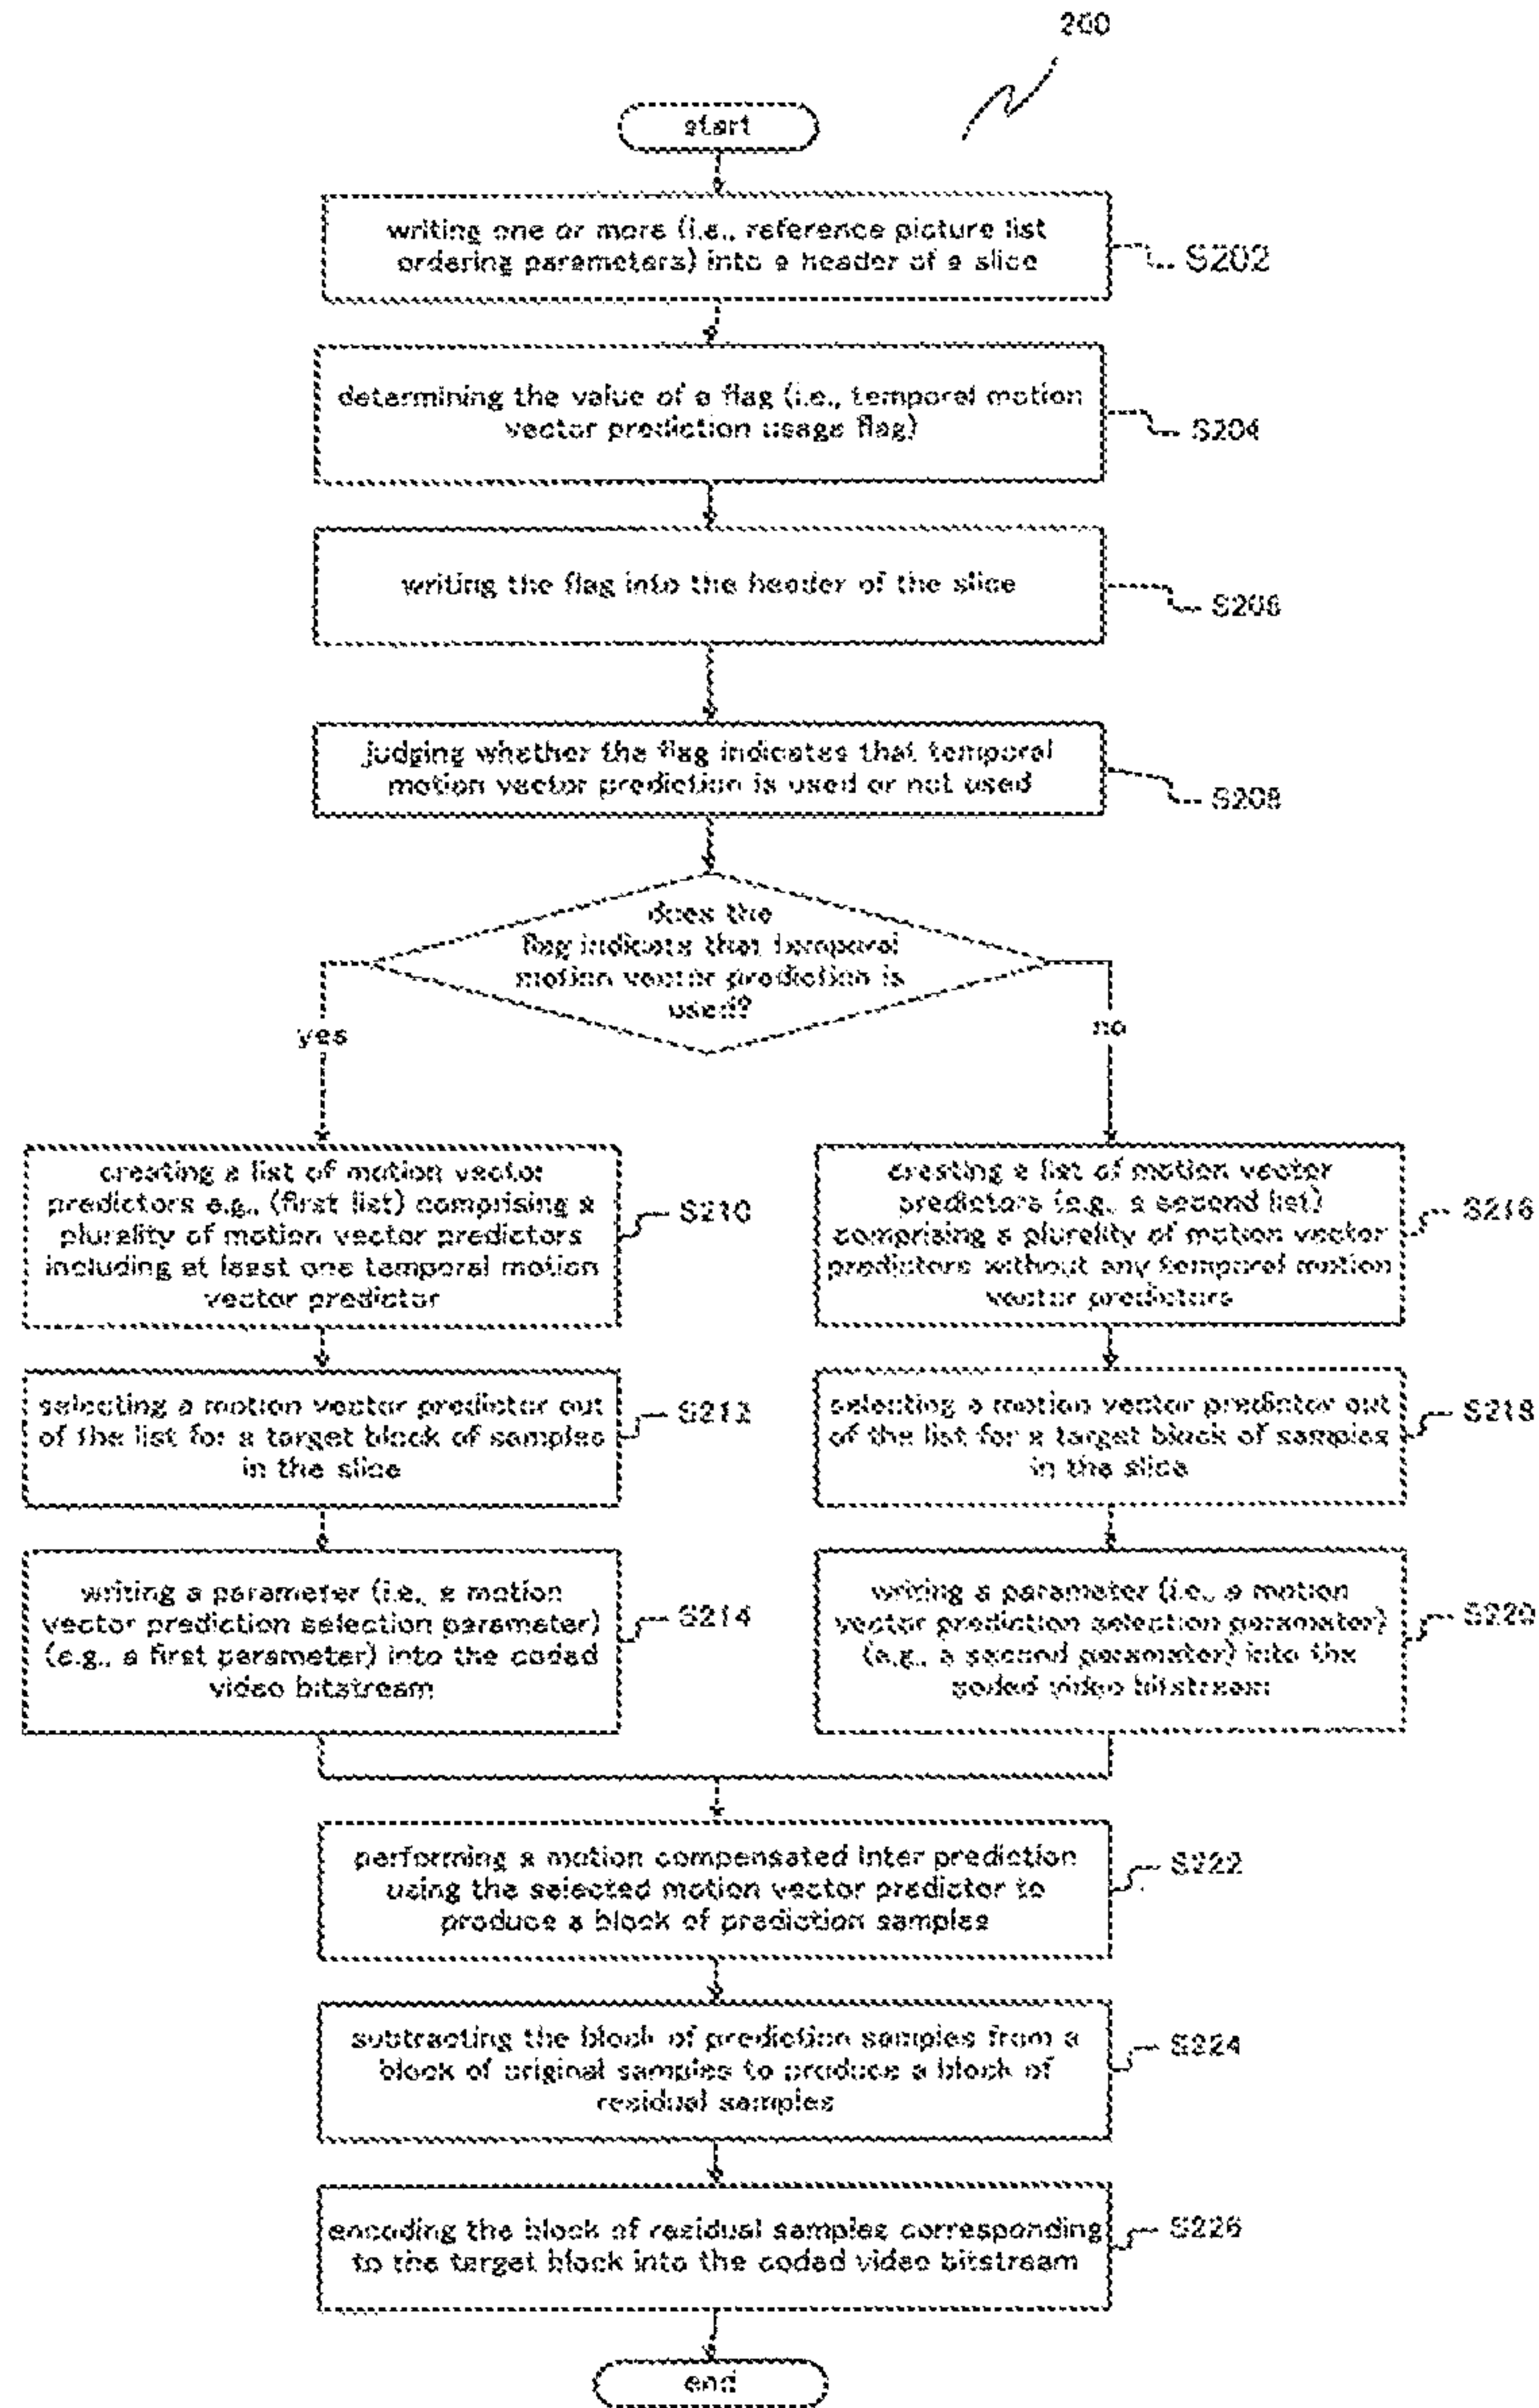 200
start
writing one or more (i.e., reference picture list
ordering parameters) into a header of a slice
S202
determining the value of a flag (i.e., temporal motion
vector prediction usage flag)
S204
writing the flag into the header of the slice
S206
judging whether the flag indicates that temporal
motion vector prediction is used or not used
S208
does the
flag indicate that temporal
motion vector prediction is
used?
yes
no
creating a list of motion vector
predictors e.g., (first list) comprising a
plurality of motion vector predictors
including at least one temporal motion
vector predictor
S210
creating a list of motion vector
predictors (e.g., a second list)
comprising a plurality of motion vector
predictors without any temporal motion
vector predictors
S216
selecting a motion vector predictor out
of the list for a target block of samples
in the slice
S212
selecting a motion vector predictor out
of the list for a target block of samples
in the slice
S218
writing a parameter (i.e., a motion
vector prediction selection parameter)
(e.g., a first parameter) into the coded
video bitstream
S214
writing a parameter (i.e., a motion
vector prediction selection parameter)
(e.g., a second parameter) into the
coded video bitstream
S220
performing a motion compensated inter prediction
using the selected motion vector predictor to
produce a block of prediction samples
S222
subtracting the block of prediction samples from a
block of original samples to produce a block of
residual samples
S224
encoding the block of residual samples corresponding
to the target block into the coded video bitstream
S226
end